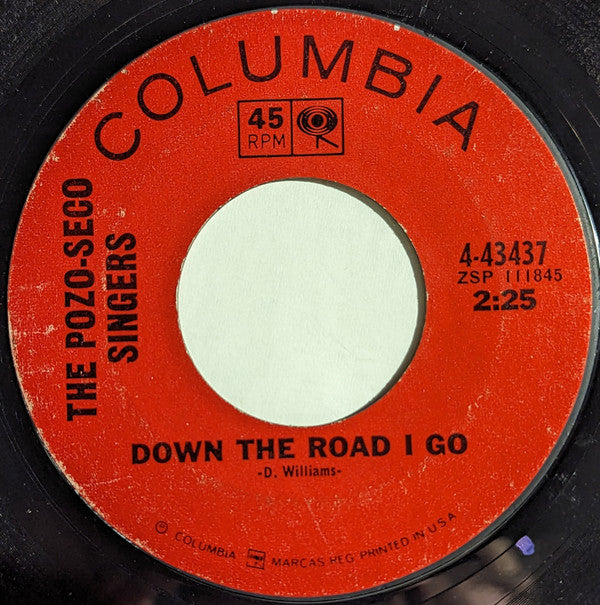 COLUMBIA
45
RPM
THE POZO-SECO
SINGERS
4-43437
ZSP 111845
2:25
DOWN THE ROAD I GO
-D. Williams-
℗ COLUMBIA MARCAS REG. PRINTED IN U.S.A.